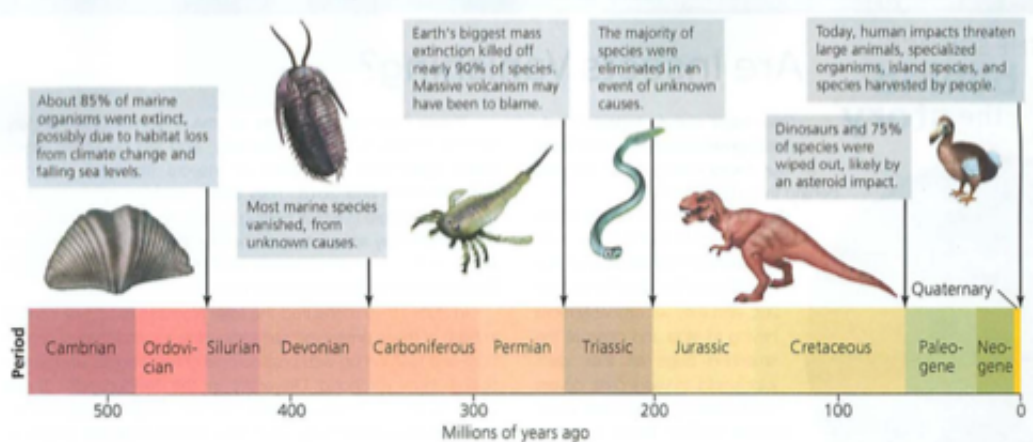 About 85% of marine
organisms went extinct,
possibly due to habitat loss
from climate change and
falling sea levels.
Most marine species
vanished, from
unknown causes.
Earth's biggest mass
extinction killed off
nearly 90% of species.
Massive volcanism may
have been to blame.
The majority of
species were
eliminated in an
event of unknown
causes.
Dinosaurs and 75%
of species were
wiped out, likely by
an asteroid impact.
Today, human impacts threaten
large animals, specialized
organisms, island species, and
species harvested by people.
Quaternary
Period
Cambrian
Ordovi-
cian
Silurian
Devonian
Carboniferous
Permian
Triassic
Jurassic
Cretaceous
Paleo-
gene
Neo-
gene
500 400 300 200 100 0
Millions of years ago